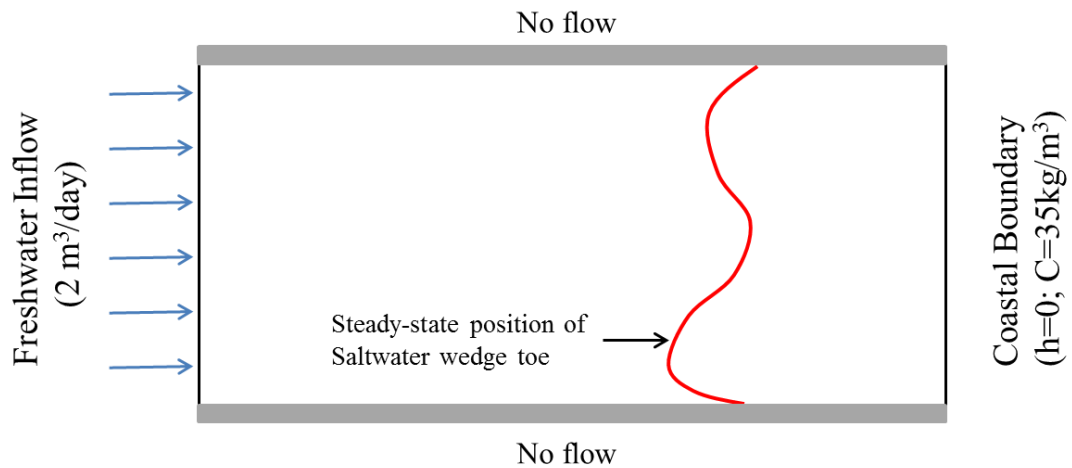 No flow
Freshwater Inflow
(2 m³/day)
Steady-state position of
Saltwater wedge toe
Coastal Boundary
(h=0; C=35kg/m³)
No flow